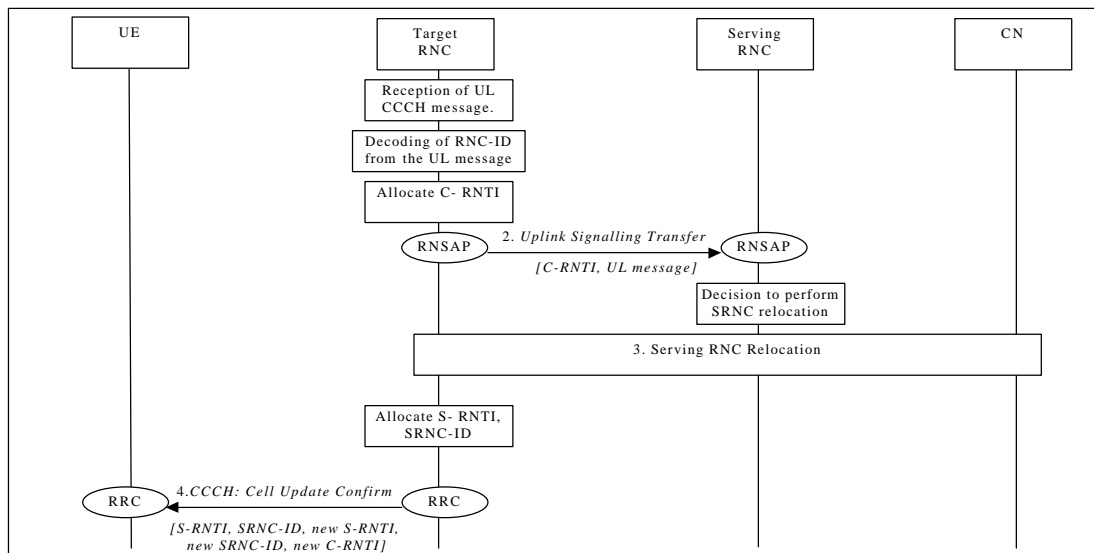 UE
Target
RNC
Serving
RNC
CN
Reception of UL
CCCH message.
Decoding of RNC-ID
from the UL message
Allocate C- RNTI
RNSAP
2. Uplink Signalling Transfer
RNSAP
[C-RNTI, UL message]
Decision to perform
SRNC relocation
3. Serving RNC Relocation
Allocate S- RNTI,
SRNC-ID
RRC
4.CCCH: Cell Update Confirm
RRC
[S-RNTI, SRNC-ID, new S-RNTI,
new SRNC-ID, new C-RNTI]